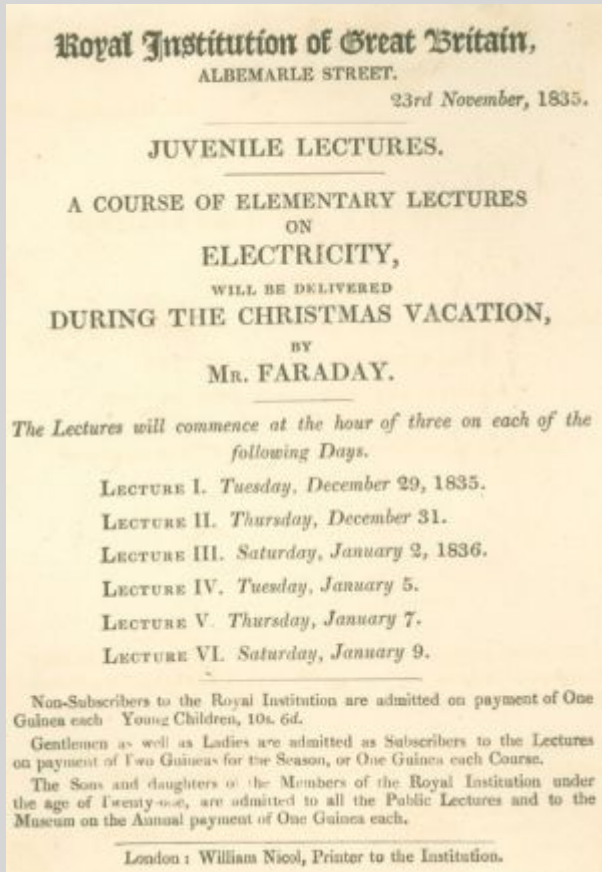 Royal Institution of Great Britain,
ALBEMARLE STREET.
23rd November, 1835.
JUVENILE LECTURES.
A COURSE OF ELEMENTARY LECTURES
ON
ELECTRICITY,
WILL BE DELIVERED
DURING THE CHRISTMAS VACATION,
BY
MR. FARADAY.
The Lectures will commence at the hour of three on each of the
following Days.
LECTURE I. Tuesday, December 29, 1835.
LECTURE II. Thursday, December 31.
LECTURE III. Saturday, January 2, 1836.
LECTURE IV. Tuesday, January 5.
LECTURE V. Thursday, January 7.
LECTURE VI. Saturday, January 9.
Non-Subscribers to the Royal Institution are admitted on payment of One
Guinea each Young Children, 10s. 6d.
Gentlemen as well as Ladies are admitted as Subscribers to the Lectures
on payment of Two Guineas for the Season, or One Guinea each Course.
The Sons and daughters of the Members of the Royal Institution under
the age of Twenty-one, are admitted to all the Public Lectures and to the
Museum on the Annual payment of One Guinea each.
London: William Nicol, Printer to the Institution.